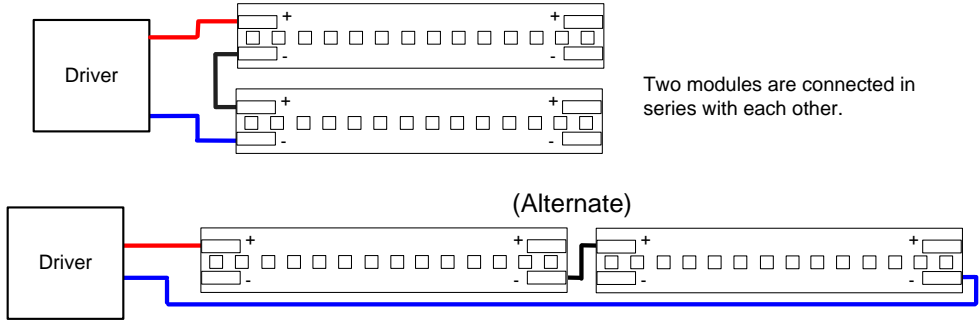 + +
Driver
- -
+ +
- -
Two modules are connected in
series with each other.
(Alternate)
+ + + +
Driver
- - - -